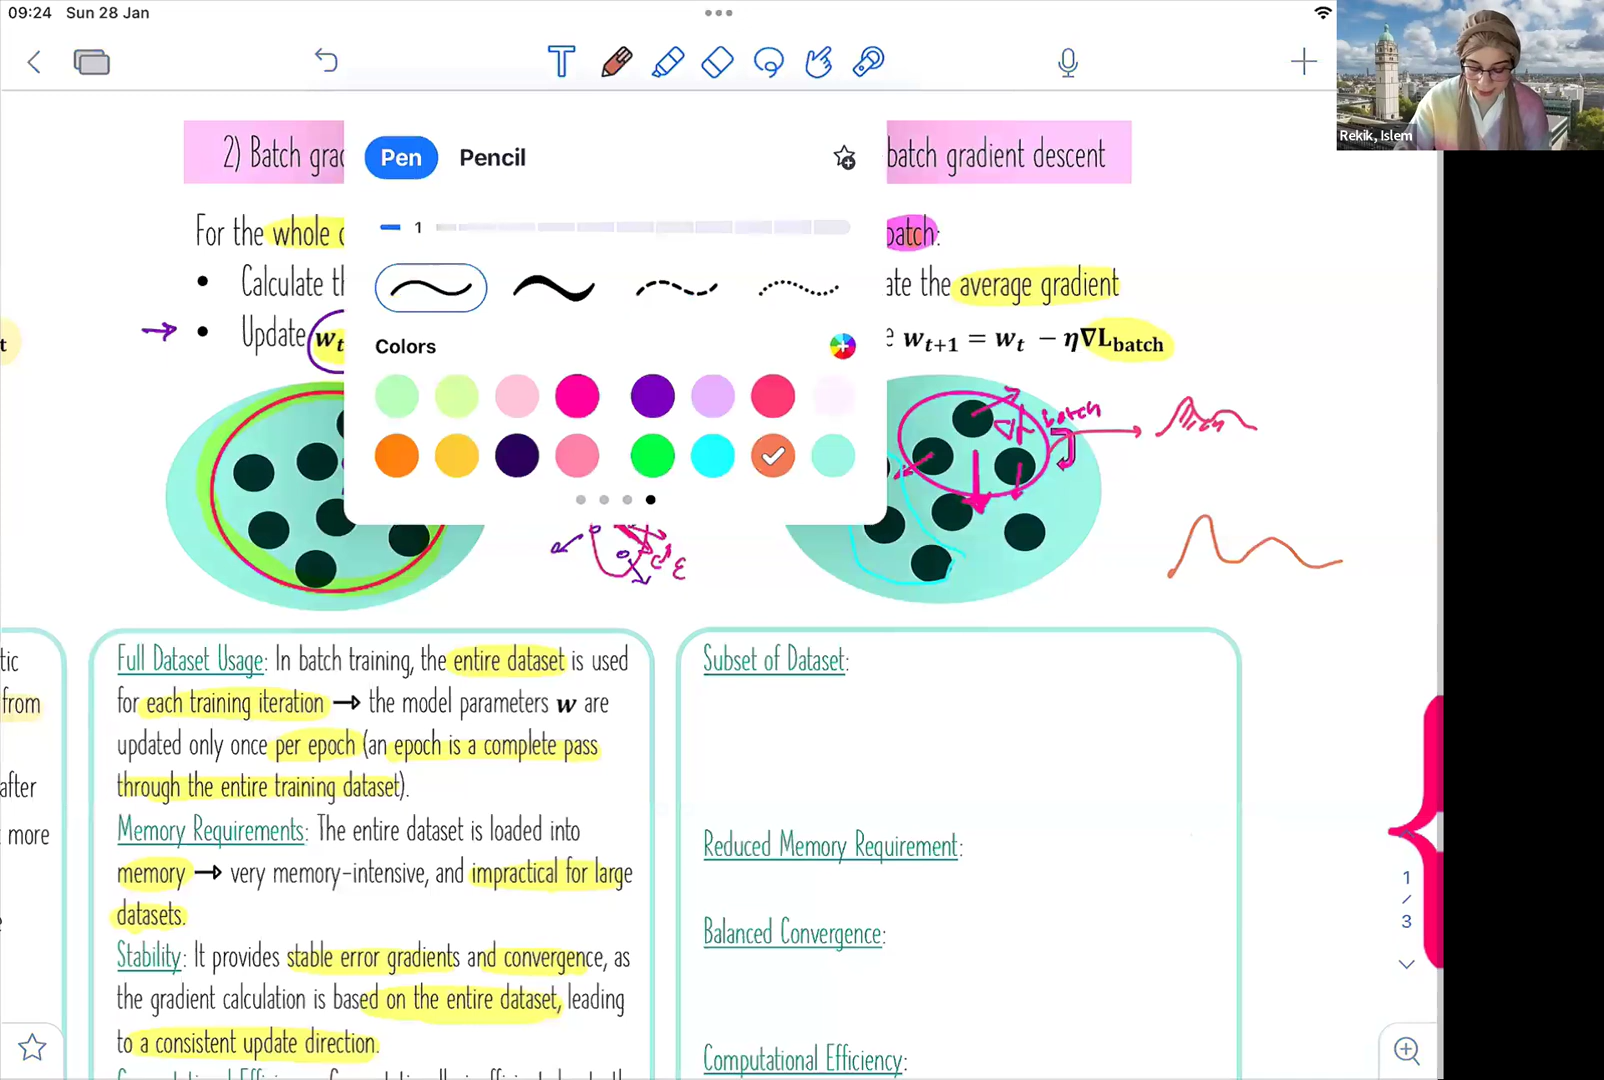 09:24 Sun 28 Jan
Rekik, Islem
2) Batch grad
batch gradient descent
Pen Pencil
1
Colors
For the whole
Calculate th
Update w_t
batch:
ate the average gradient
e w_{t+1} = w_t − η∇L_batch
batch
t
tic
from
after
more
Full Dataset Usage: In batch training, the entire dataset is used
for each training iteration → the model parameters w are
updated only once per epoch (an epoch is a complete pass
through the entire training dataset).
Memory Requirements: The entire dataset is loaded into
memory → very memory-intensive, and impractical for large
datasets.
Stability: It provides stable error gradients and convergence, as
the gradient calculation is based on the entire dataset, leading
to a consistent update direction.
Subset of Dataset:
Reduced Memory Requirement:
Balanced Convergence:
Computational Efficiency:
1
/
3